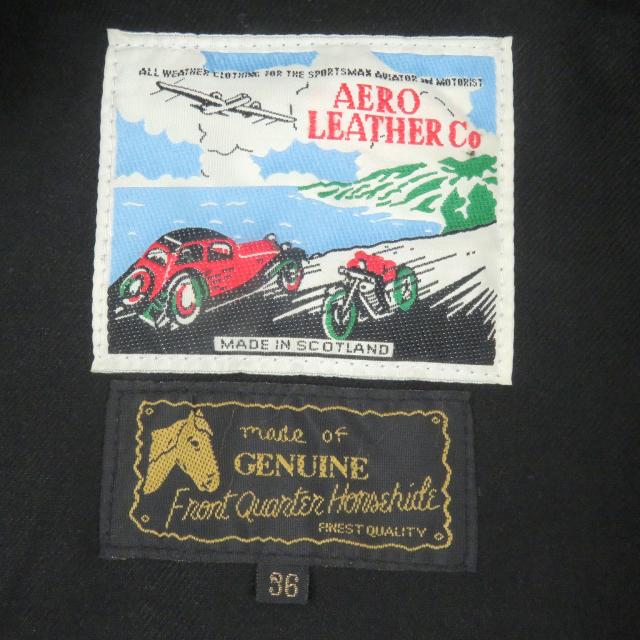 ALL WEATHER CLOTHING FOR THE SPORTSMAN AVIATOR AND MOTORIST
AERO
LEATHER Co
MADE IN SCOTLAND
made of
GENUINE
Front Quarter Horsehide
FINEST QUALITY
36